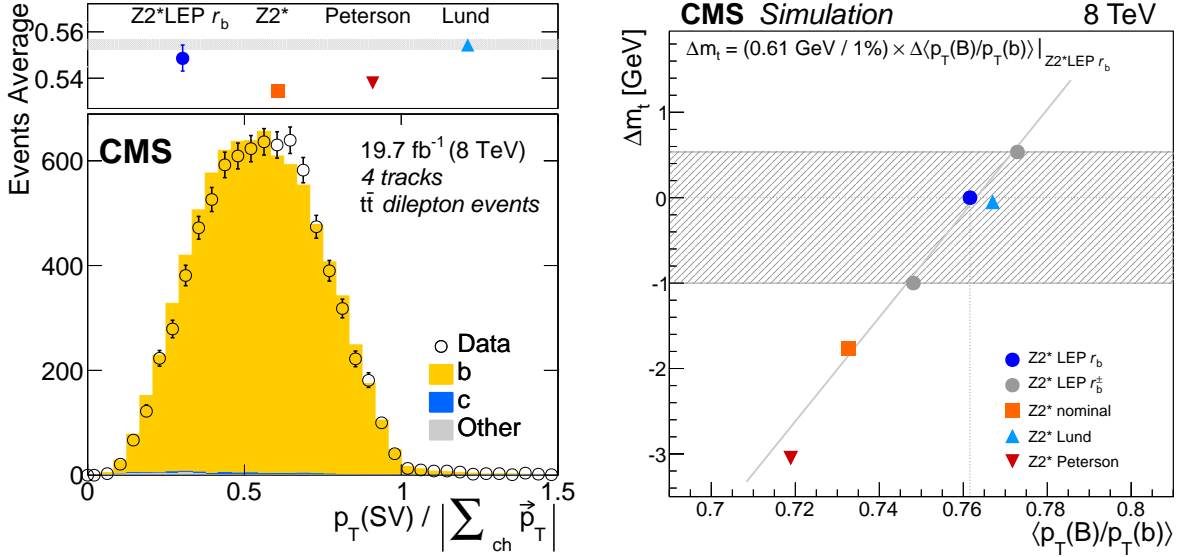 Z2*LEP r_b Z2* Peterson Lund
0.56
0.54
Events Average
CMS
19.7 fb⁻¹ (8 TeV)
4 tracks
tt̄ dilepton events
600
400
200
0
Data
b
c
Other
0 0.5 1 1.5
p_T(SV) / |∑_ch p⃗_T|
CMS Simulation 8 TeV
Δm_t = (0.61 GeV / 1%) × Δ⟨p_T(B)/p_T(b)⟩|_Z2*LEP r_b
Δm_t [GeV]
1
0
-1
-2
-3
Z2* LEP r_b
Z2* LEP r_b^±
Z2* nominal
Z2* Lund
Z2* Peterson
0.7 0.72 0.74 0.76 0.78 0.8
⟨p_T(B)/p_T(b)⟩